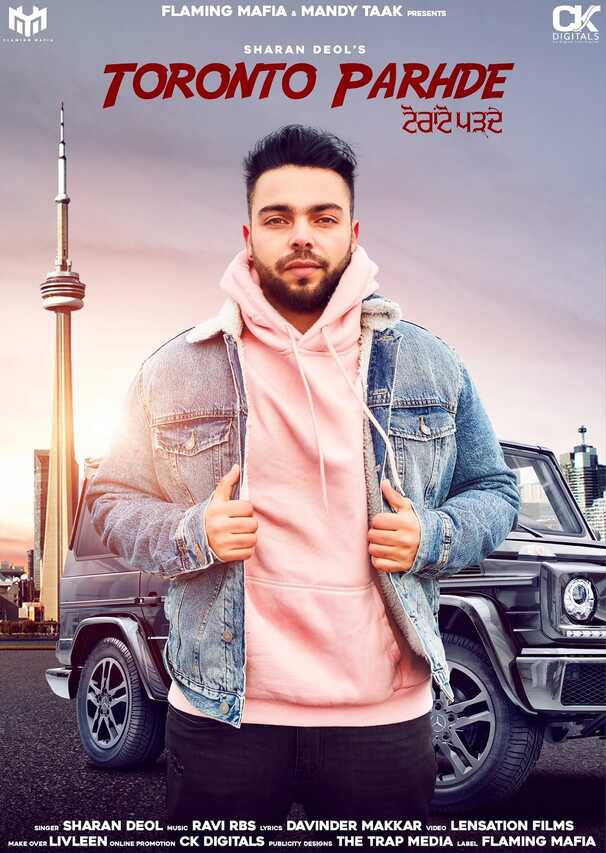 FLAMING MAFIA & MANDY TAAK PRESENTS
FLAMING MAFIA
CK
DIGITALS
SHARAN DEOL'S
TORONTO PARHDE
ਟੋਰਾਂਟੋ ਪੜ੍ਹਦੇ
SINGER SHARAN DEOL MUSIC RAVI RBS LYRICS DAVINDER MAKKAR VIDEO LENSATION FILMS
MAKE OVER LIVLEEN ONLINE PROMOTION CK DIGITALS PUBLICITY DESIGNS THE TRAP MEDIA LABEL FLAMING MAFIA